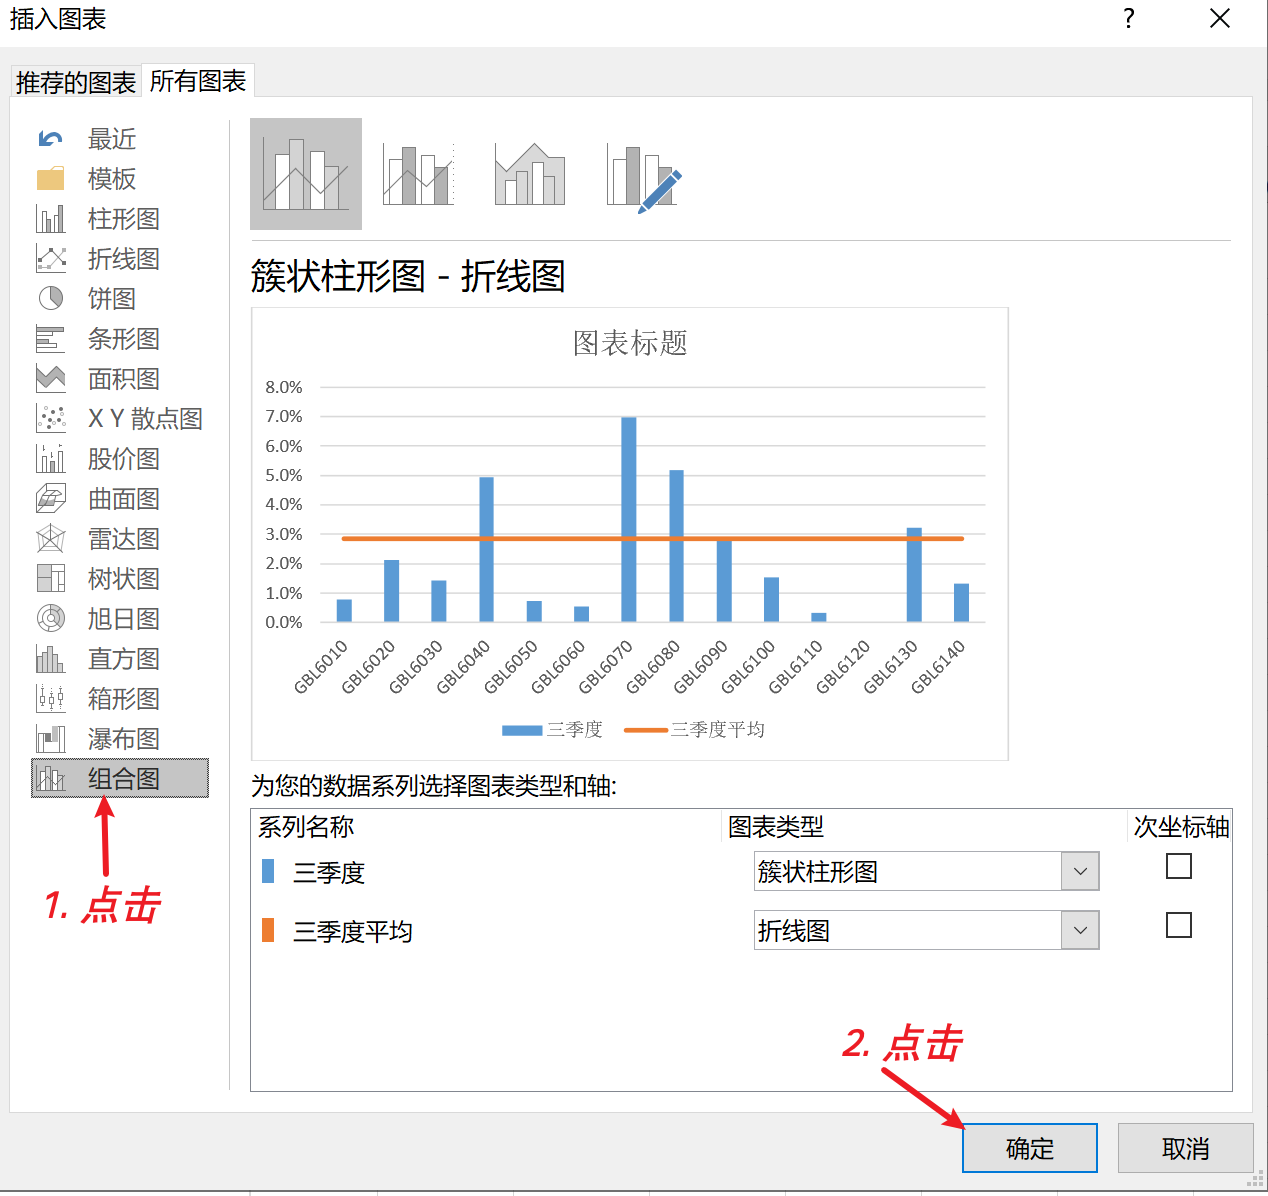 插入图表
?
推荐的图表
所有图表
最近
模板
柱形图
折线图
饼图
条形图
面积图
X Y 散点图
股价图
曲面图
雷达图
树状图
旭日图
直方图
箱形图
瀑布图
组合图
1. 点击
簇状柱形图 - 折线图
图表标题
8.0%
7.0%
6.0%
5.0%
4.0%
3.0%
2.0%
1.0%
0.0%
GBL6010
GBL6020
GBL6030
GBL6040
GBL6050
GBL6060
GBL6070
GBL6080
GBL6090
GBL6100
GBL6110
GBL6120
GBL6130
GBL6140
三季度 三季度平均
为您的数据系列选择图表类型和轴:
系列名称 图表类型 次坐标轴
三季度 簇状柱形图
三季度平均 折线图
2. 点击
确定 取消